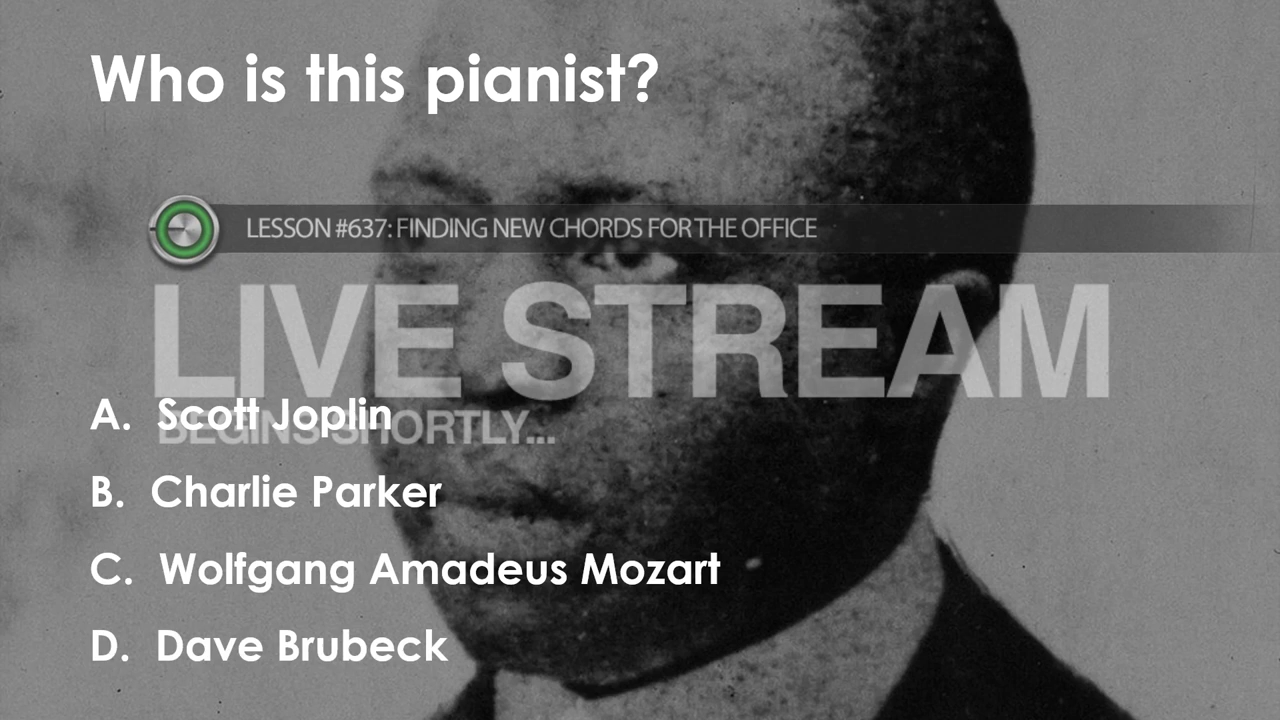 Who is this pianist?
LESSON #637: FINDING NEW CHORDS FOR THE OFFICE
LIVE STREAM
BEGINS SHORTLY...
A. Scott Joplin
B. Charlie Parker
C. Wolfgang Amadeus Mozart
D. Dave Brubeck